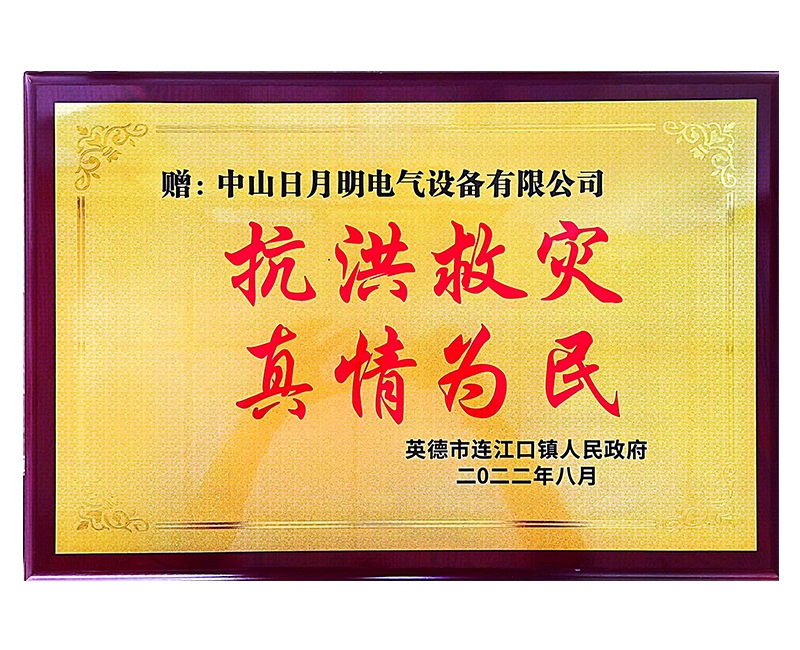 赠：中山日月明电气设备有限公司
抗洪救灾
真情为民
英德市连江口镇人民政府
二0二二年八月